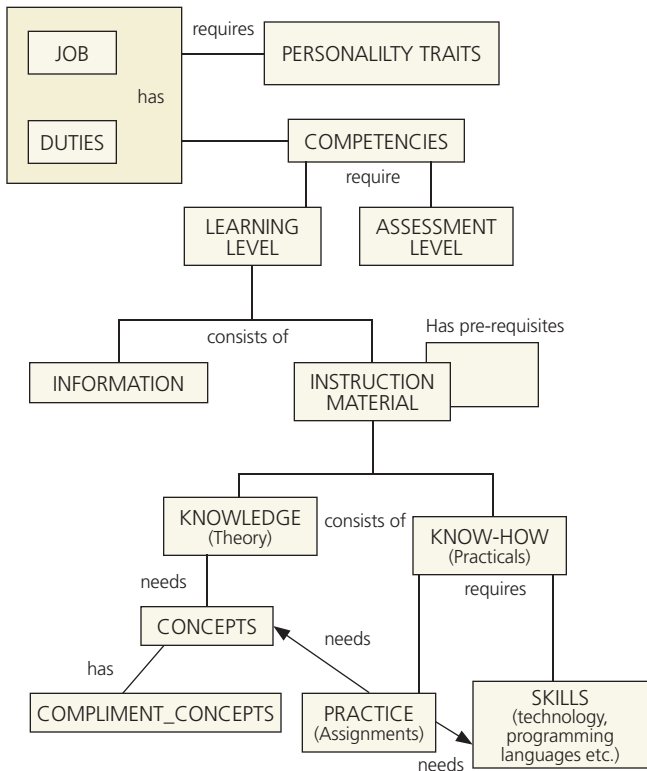 requires
JOB
PERSONALILTY TRAITS
has
DUTIES
COMPETENCIES
require
LEARNING
LEVEL
ASSESSMENT
LEVEL
consists of
Has pre-requisites
INFORMATION
INSTRUCTION
MATERIAL
KNOWLEDGE
(Theory)
consists of
KNOW-HOW
(Practicals)
needs
requires
CONCEPTS
needs
has
COMPLIMENT_CONCEPTS
PRACTICE
(Assignments)
SKILLS
(technology,
programming
languages etc.)
needs